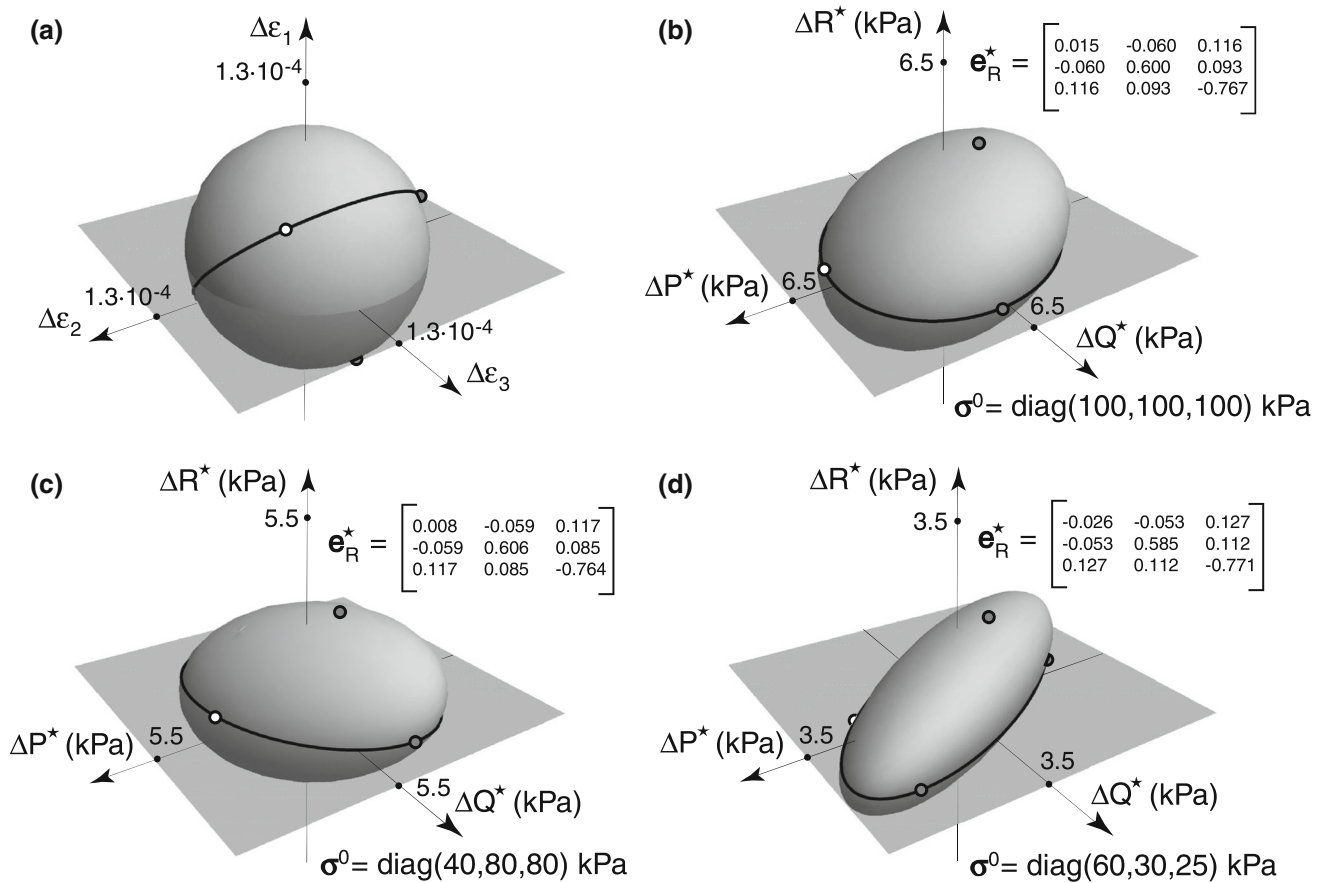 (a)
Δε₁
1.3·10⁻⁴
1.3·10⁻⁴
Δε₂
1.3·10⁻⁴
Δε₃
(b)
ΔR★ (kPa)
6.5
e★R = [0.015 -0.060 0.116
-0.060 0.600 0.093
0.116 0.093 -0.767]
ΔP★ (kPa)
6.5
6.5
ΔQ★ (kPa)
σ⁰= diag(100,100,100) kPa
(c)
ΔR★ (kPa)
5.5
e★R = [0.008 -0.059 0.117
-0.059 0.606 0.085
0.117 0.085 -0.764]
ΔP★ (kPa)
5.5
5.5
ΔQ★ (kPa)
σ⁰= diag(40,80,80) kPa
(d)
ΔR★ (kPa)
3.5
e★R = [-0.026 -0.053 0.127
-0.053 0.585 0.112
0.127 0.112 -0.771]
ΔP★ (kPa)
3.5
3.5
ΔQ★ (kPa)
σ⁰= diag(60,30,25) kPa